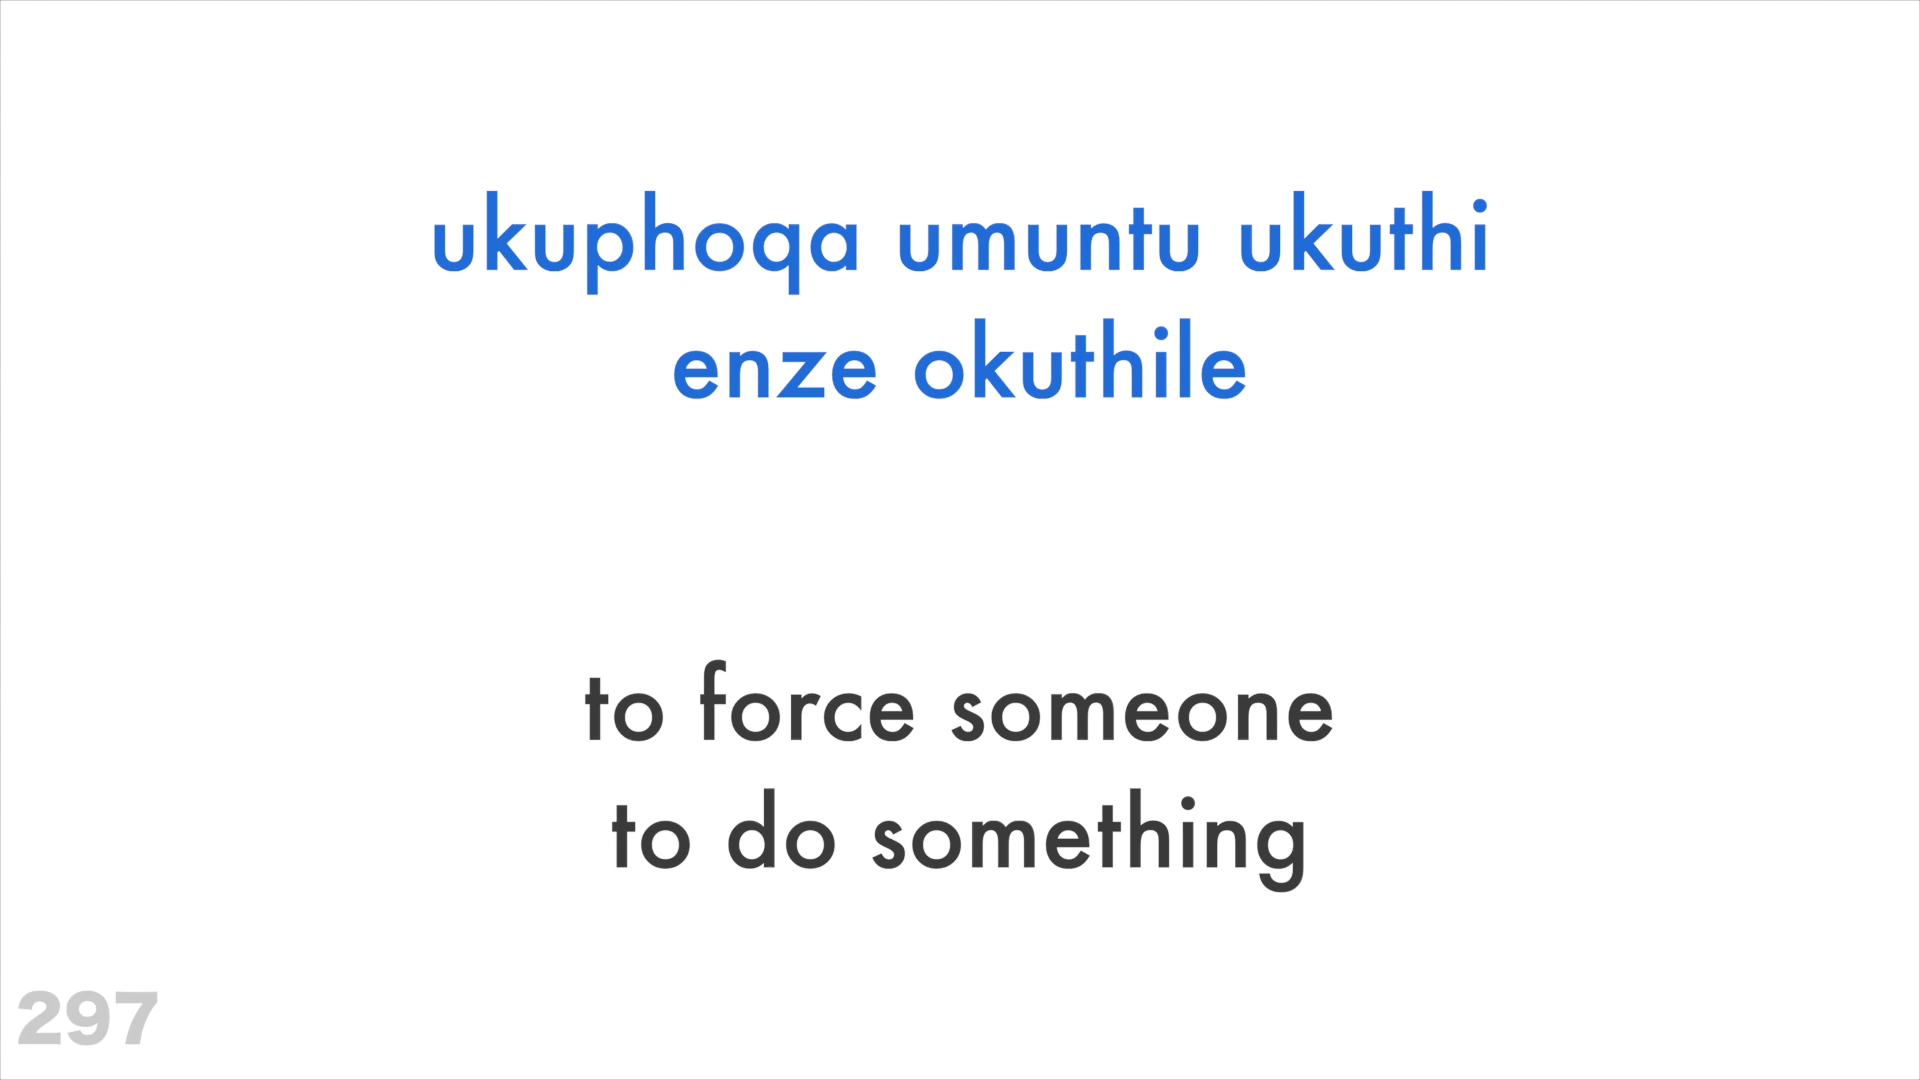 ukuphoqa umuntu ukuthi
enze okuthile
to force someone
to do something
297